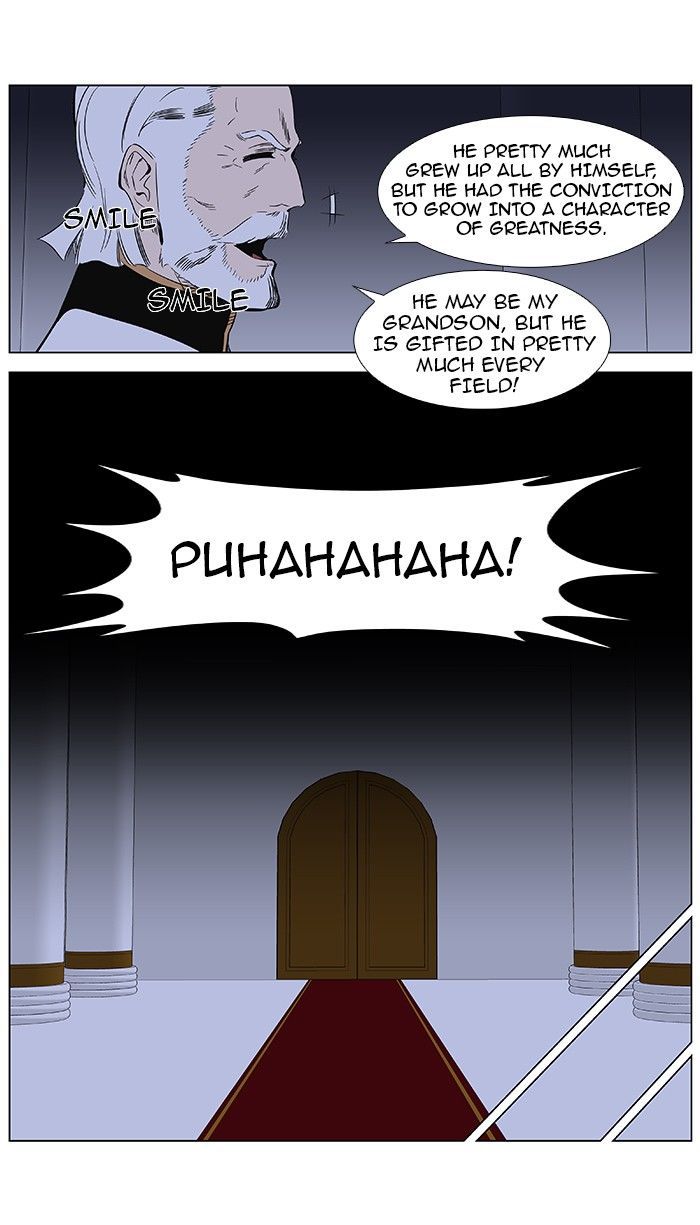 HE PRETTY MUCH
GREW UP ALL BY HIMSELF,
BUT HE HAD THE CONVICTION
TO GROW INTO A CHARACTER
OF GREATNESS.
SMILE
SMILE
HE MAY BE MY
GRANDSON, BUT HE
IS GIFTED IN PRETTY
MUCH EVERY
FIELD!
PUHAHAHAHA!